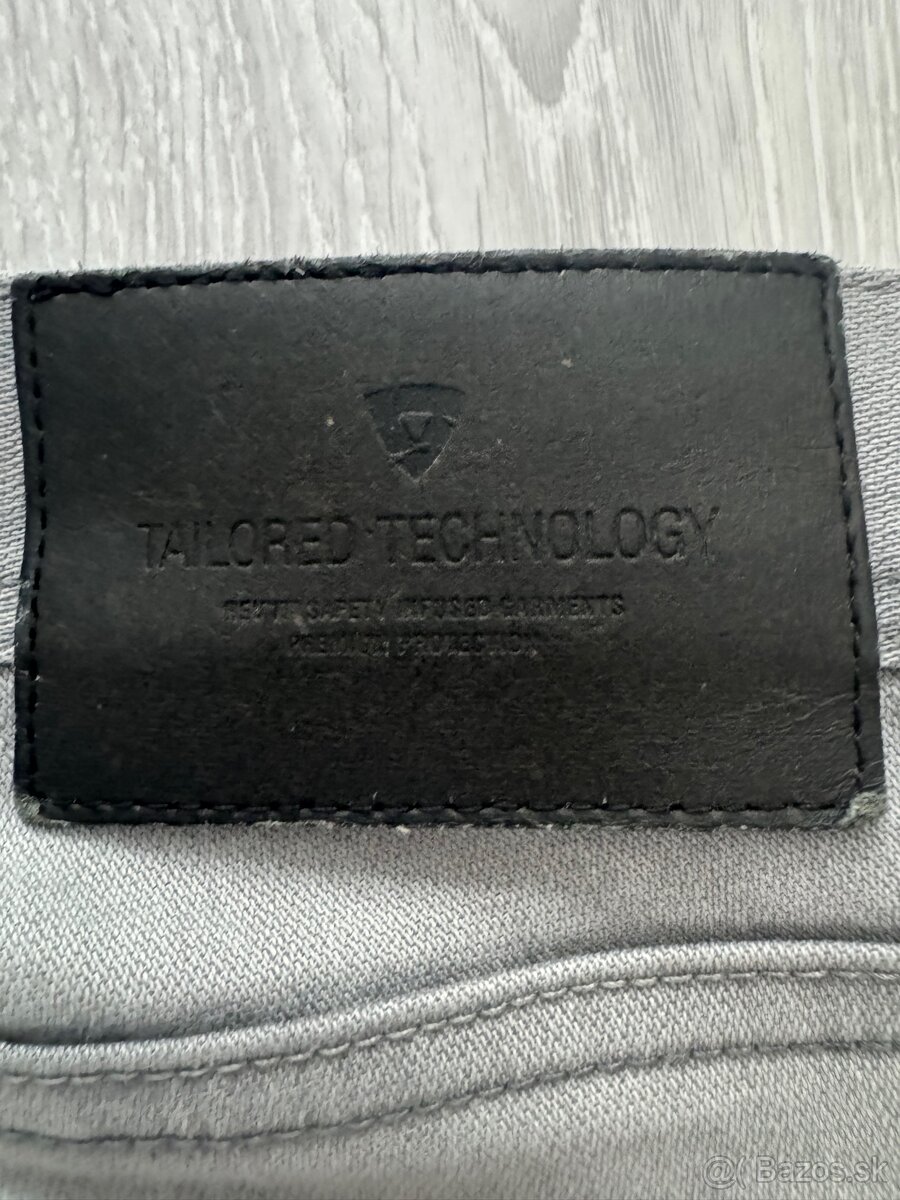 TAILORED TECHNOLOGY
REV'IT SAFETY INFUSED GARMENTS
PREMIUM PROTECTION
@( Bazos.sk